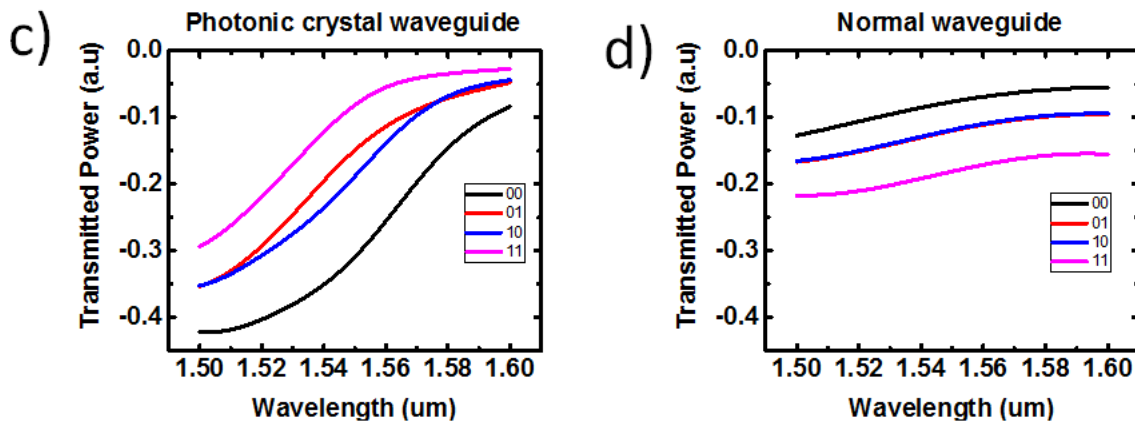 c)
Photonic crystal waveguide
0.0
-0.1
-0.2
-0.3
-0.4
Transmitted Power (a.u)
00
01
10
11
1.50 1.52 1.54 1.56 1.58 1.60
Wavelength (um)
d)
Normal waveguide
0.0
-0.1
-0.2
-0.3
-0.4
Transmitted Power (a.u)
00
01
10
11
1.50 1.52 1.54 1.56 1.58 1.60
Wavelength (um)